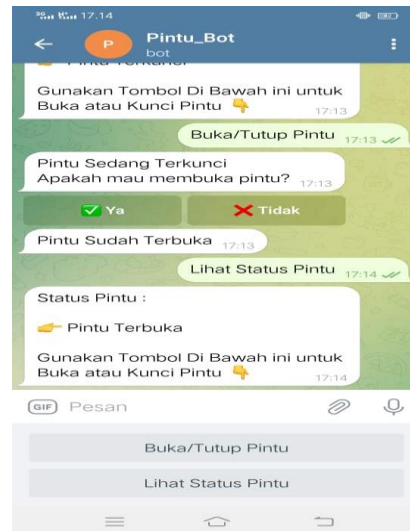 17.14
P
Pintu_Bot
bot
👉 Pintu Terkunci
Gunakan Tombol Di Bawah ini untuk
Buka atau Kunci Pintu 👇
17:13
Buka/Tutup Pintu 17:13
Pintu Sedang Terkunci
Apakah mau membuka pintu? 17:13
✅ Ya
❌ Tidak
Pintu Sudah Terbuka 17:13
Lihat Status Pintu 17:14
Status Pintu :
👉 Pintu Terbuka
Gunakan Tombol Di Bawah ini untuk
Buka atau Kunci Pintu 👇
17:14
GIF Pesan
Buka/Tutup Pintu
Lihat Status Pintu